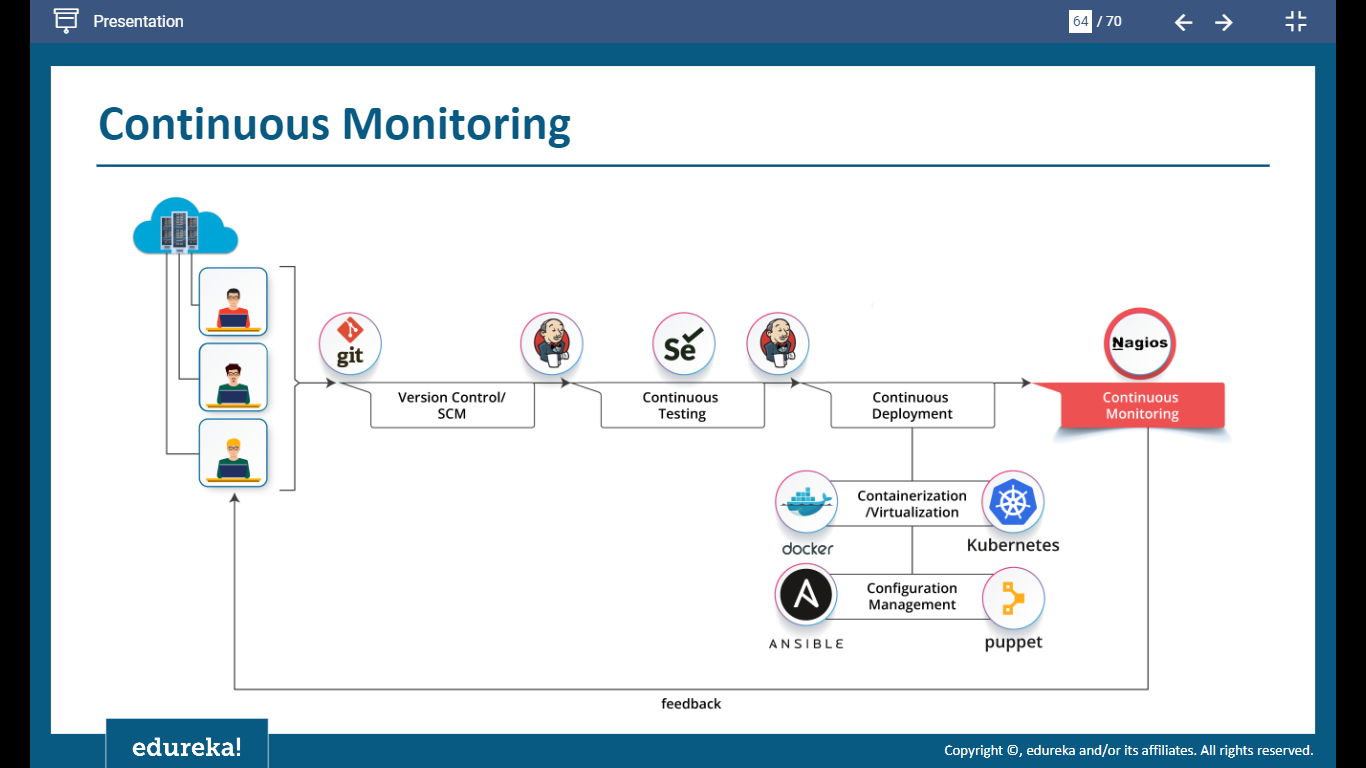 Presentation
64 / 70
Continuous Monitoring
git
Se
Nagios
Version Control/
SCM
Continuous
Testing
Continuous
Deployment
Continuous
Monitoring
Containerization
/Virtualization
docker
Kubernetes
Configuration
Management
ANSIBLE
puppet
feedback
edureka!
Copyright ©, edureka and/or its affiliates. All rights reserved.